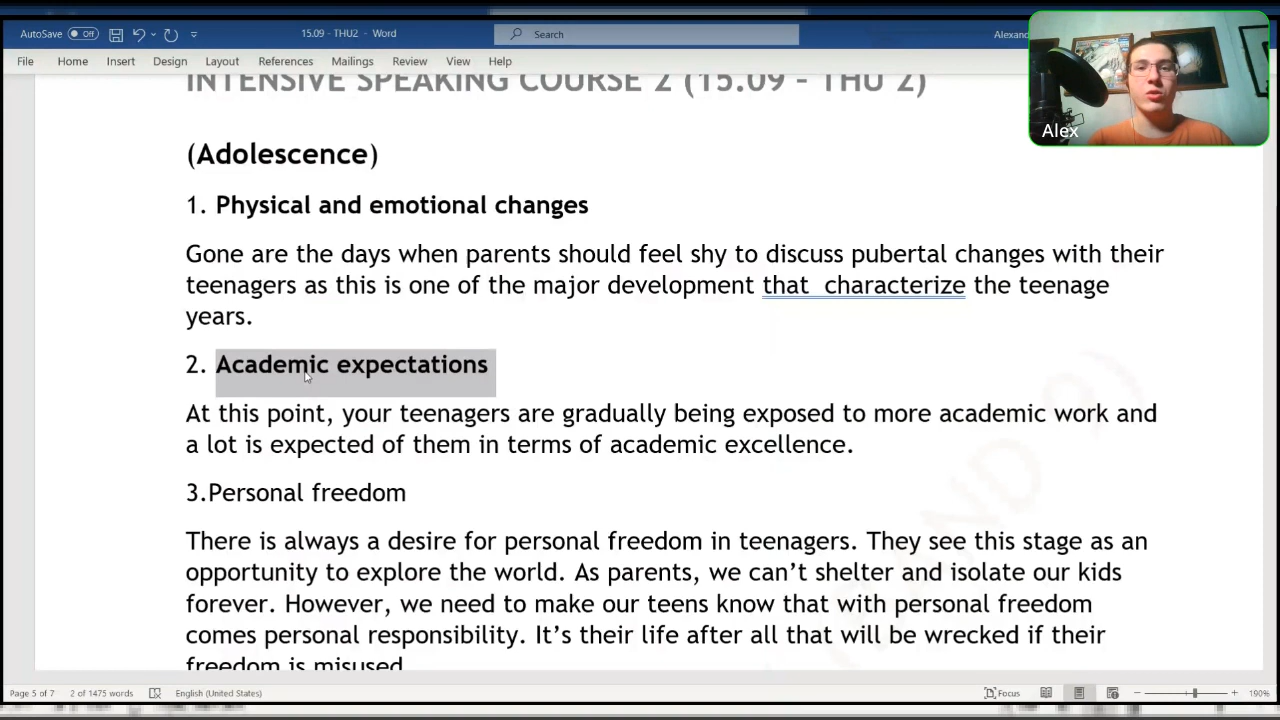 AutoSave Off 15.09 - THU2 - Word Search Alexan
File Home Insert Design Layout References Mailings Review View Help
Alex
INTENSIVE SPEAKING COURSE 2 (15.09 – THU 2)
(Adolescence)
1. Physical and emotional changes
Gone are the days when parents should feel shy to discuss pubertal changes with their
teenagers as this is one of the major development that  characterize the teenage
years.
2. Academic expectations
At this point, your teenagers are gradually being exposed to more academic work and
a lot is expected of them in terms of academic excellence.
3.Personal freedom
There is always a desire for personal freedom in teenagers. They see this stage as an
opportunity to explore the world. As parents, we can’t shelter and isolate our kids
forever. However, we need to make our teens know that with personal freedom
comes personal responsibility. It’s their life after all that will be wrecked if their
freedom is misused
Page 5 of 7 2 of 1475 words English (United States) Focus 190%